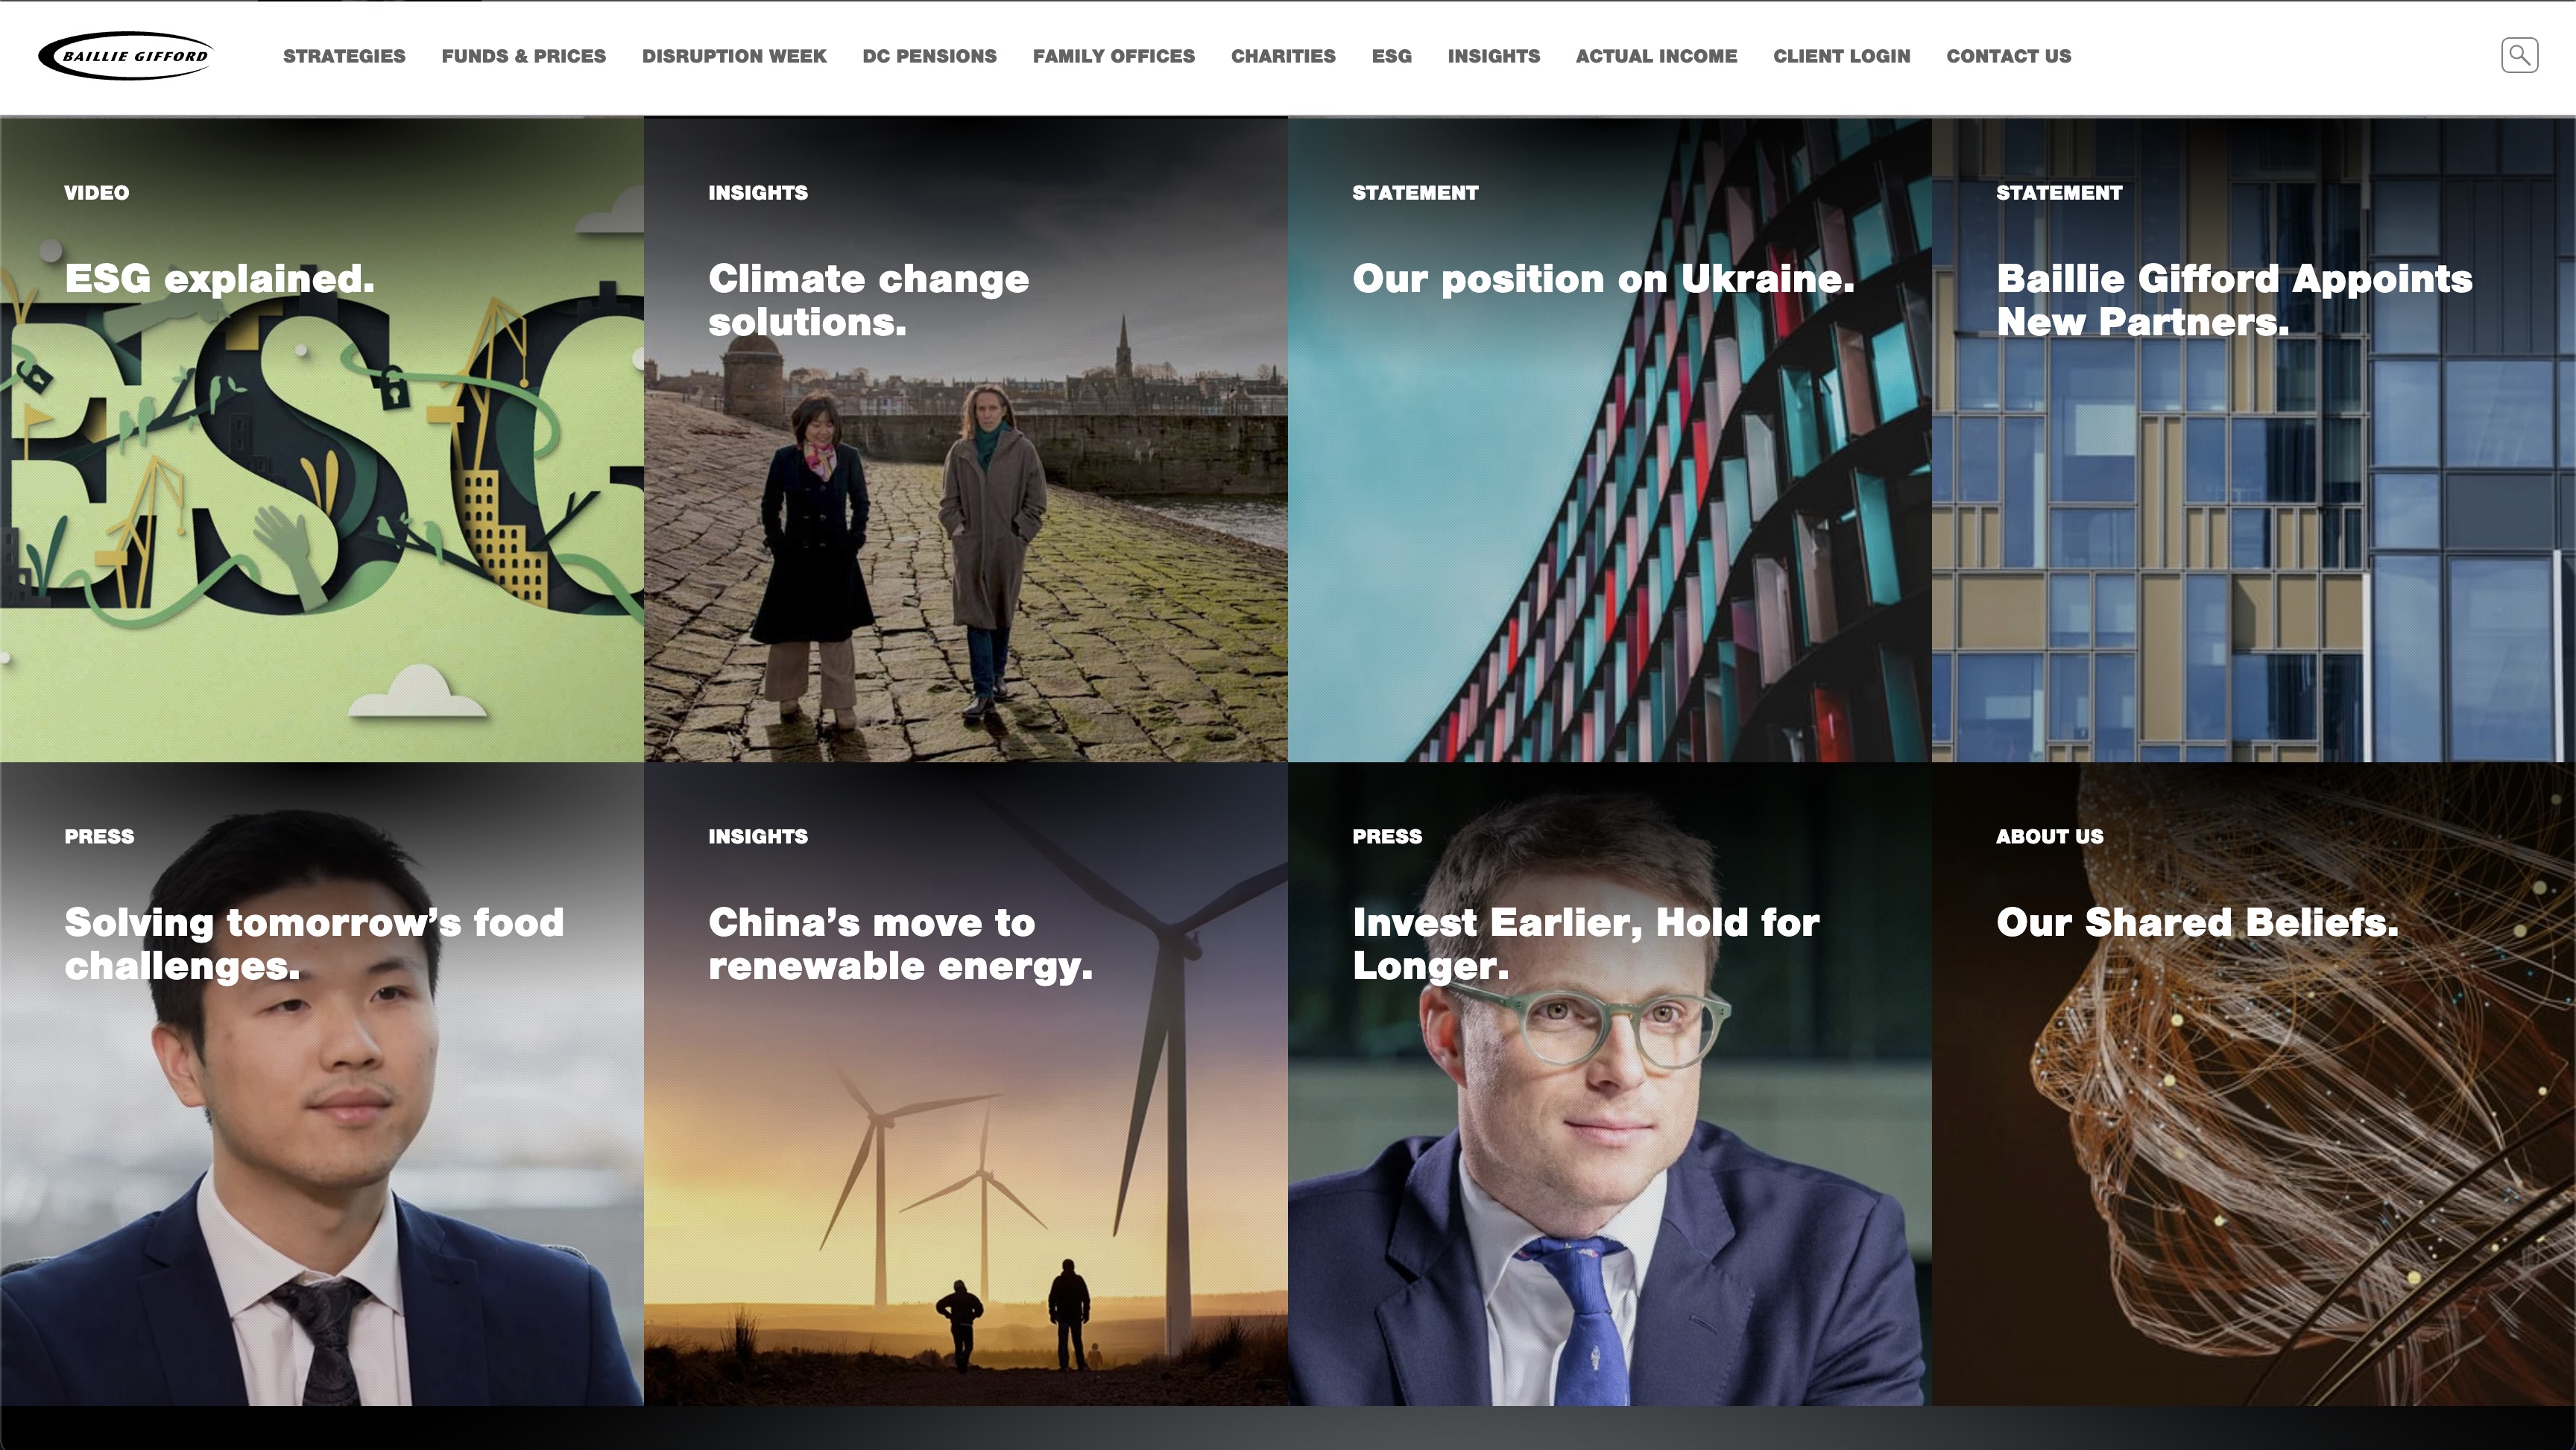 BAILLIE GIFFORD
STRATEGIES FUNDS & PRICES DISRUPTION WEEK DC PENSIONS FAMILY OFFICES CHARITIES ESG INSIGHTS ACTUAL INCOME CLIENT LOGIN CONTACT US
VIDEO
ESG explained.
ESG
INSIGHTS
Climate change
solutions.
STATEMENT
Our position on Ukraine.
STATEMENT
Baillie Gifford Appoints
New Partners.
PRESS
Solving tomorrow’s food
challenges.
INSIGHTS
China’s move to
renewable energy.
PRESS
Invest Earlier, Hold for
Longer.
ABOUT US
Our Shared Beliefs.